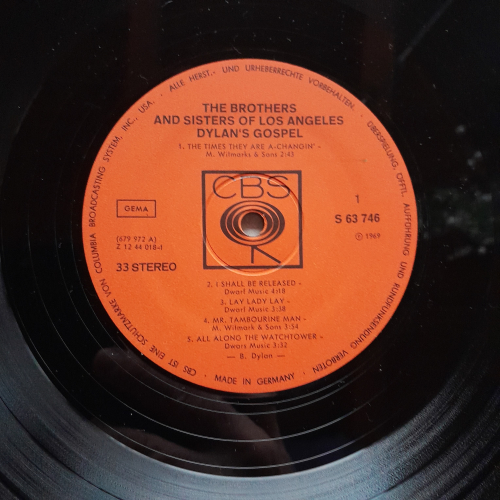 ALLE HERST.- UND URHEBERRECHTE VORBEHALTEN. · ÜBERSPIELUNG, ÖFFTL. AUFFÜHRUNG UND RUNDFUNKSENDUNG VERBOTEN
THE BROTHERS
AND SISTERS OF LOS ANGELES
DYLAN'S GOSPEL
1. THE TIMES THEY ARE A-CHANGIN' –
M. Witmarks & Sons 2:41
CBS
1
GEMA
S 63 746
(679 972 A)
Z 12 44 018-1
Ⓟ 1969
33 STEREO
2. I SHALL BE RELEASED –
Dwarf Music 4:18
3. LAY LADY LAY –
Dwarf Music 3:38
4. MR. TAMBOURINE MAN –
M. Witmark & Sons 3:54
5. ALL ALONG THE WATCHTOWER –
Dwars Music 3:32
— B. Dylan —
· MADE IN GERMANY ·
CBS IST EINE SCHUTZMARKE VON COLUMBIA BROADCASTING SYSTEM, INC., USA. ·